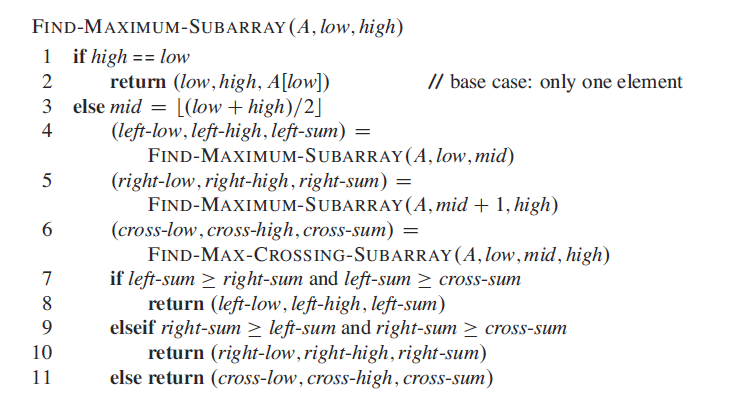 FIND-MAXIMUM-SUBARRAY(A, low, high)
1 if high == low
2 return (low, high, A[low]) // base case: only one element
3 else mid = ⌊(low + high)/2⌋
4 (left-low, left-high, left-sum) =
FIND-MAXIMUM-SUBARRAY(A, low, mid)
5 (right-low, right-high, right-sum) =
FIND-MAXIMUM-SUBARRAY(A, mid + 1, high)
6 (cross-low, cross-high, cross-sum) =
FIND-MAX-CROSSING-SUBARRAY(A, low, mid, high)
7 if left-sum ≥ right-sum and left-sum ≥ cross-sum
8 return (left-low, left-high, left-sum)
9 elseif right-sum ≥ left-sum and right-sum ≥ cross-sum
10 return (right-low, right-high, right-sum)
11 else return (cross-low, cross-high, cross-sum)